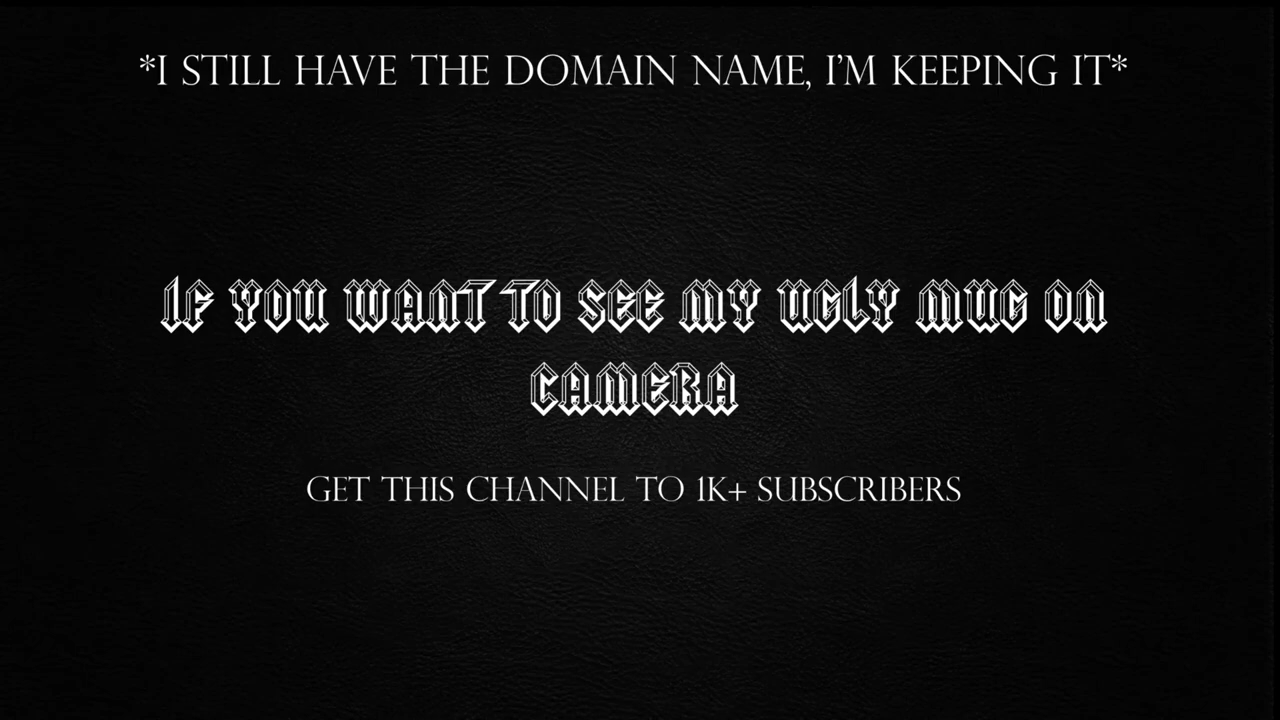 *I STILL HAVE THE DOMAIN NAME, I'M KEEPING IT*
IF YOU WANT TO SEE MY UGLY MUG ON
CAMERA
GET THIS CHANNEL TO 1K+ SUBSCRIBERS